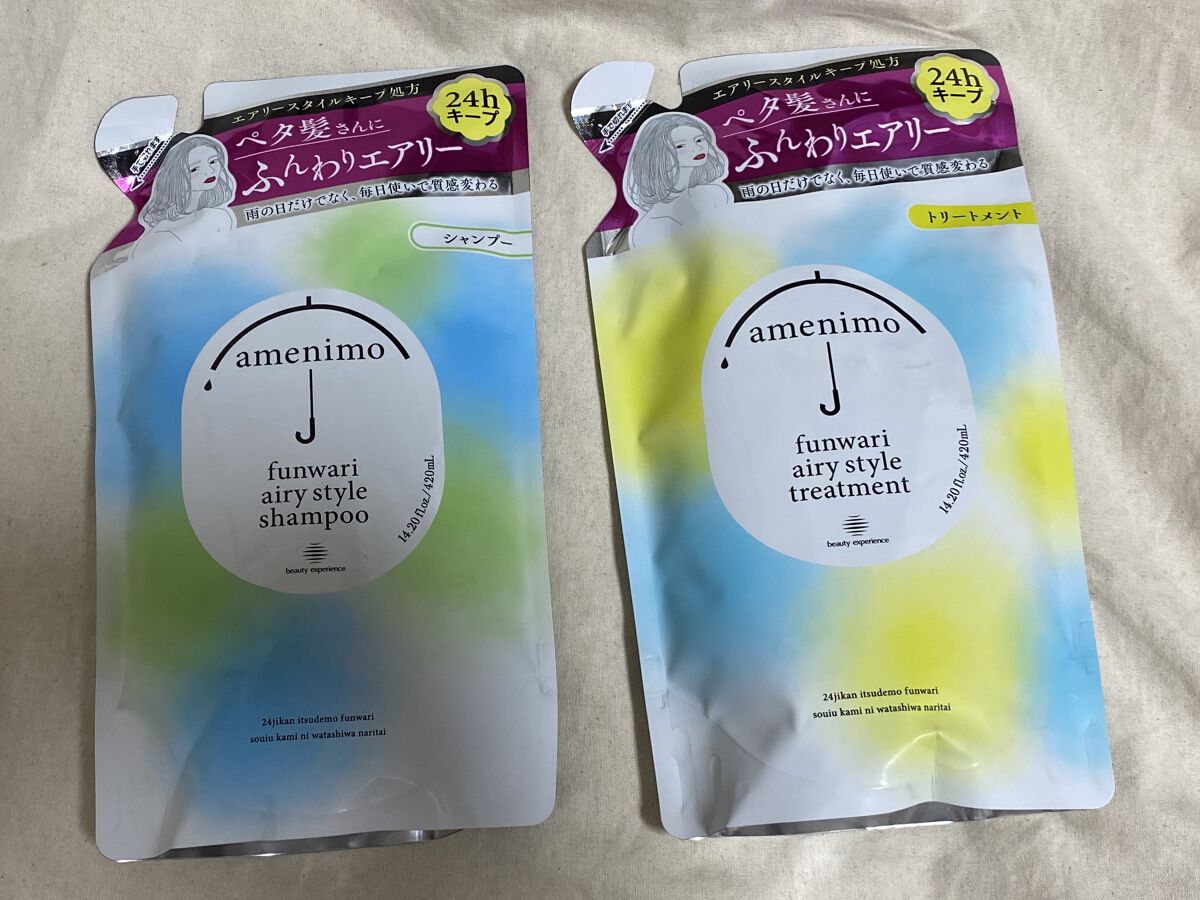 エアリースタイルキープ処方
24h
キープ
ペタ髪さんに
ふんわりエアリー
雨の日だけでなく、毎日使いで質感変わる
シャンプー
amenimo
funwari
airy style
shampoo
14.20 fl.oz./420mL
beauty experience
24jikan itsudemo funwari
souiu kami ni watashiwa naritai
エアリースタイルキープ処方
24h
キープ
ペタ髪さんに
ふんわりエアリー
雨の日だけでなく、毎日使いで質感変わる
トリートメント
amenimo
funwari
airy style
treatment
14.20 fl.oz./420mL
beauty experience
24jikan itsudemo funwari
souiu kami ni watashiwa naritai